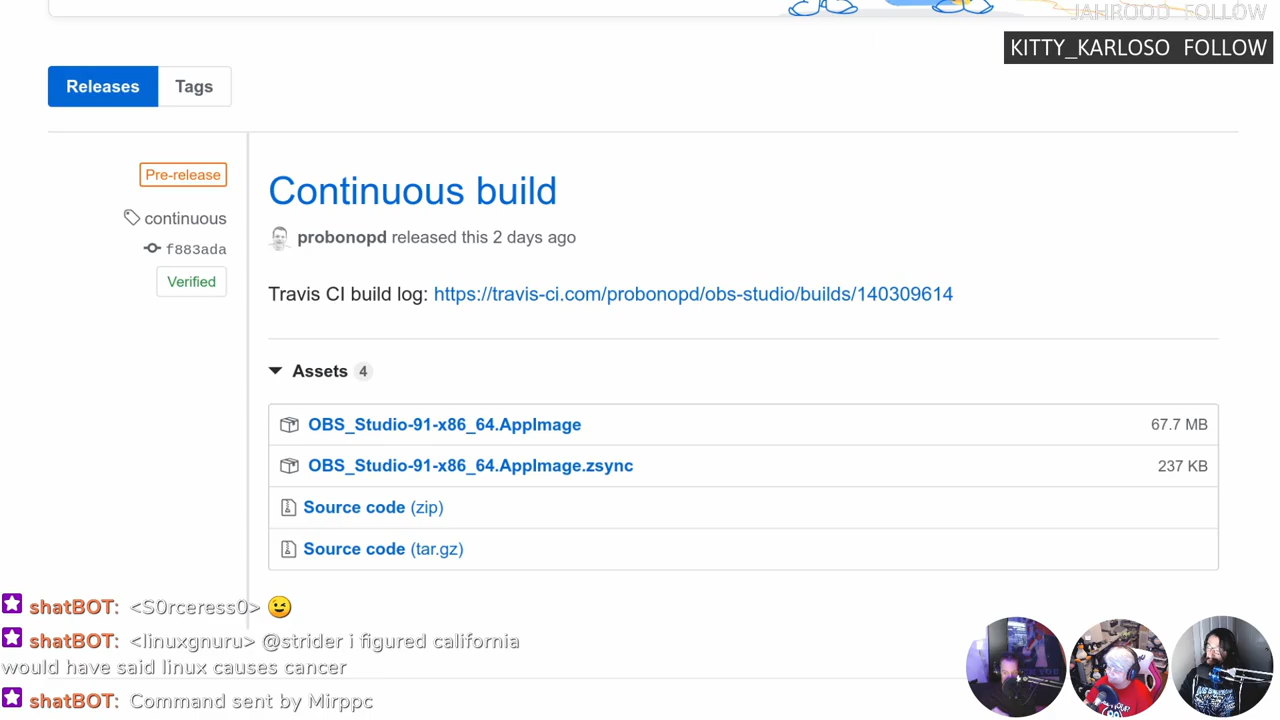 JAHROOD FOLLOW
KITTY_KARLOSO FOLLOW
Releases
Tags
Pre-release
continuous
f883ada
Verified
Continuous build
probonopd released this 2 days ago
Travis CI build log: https://travis-ci.com/probonopd/obs-studio/builds/140309614
Assets 4
OBS_Studio-91-x86_64.AppImage 67.7 MB
OBS_Studio-91-x86_64.AppImage.zsync 237 KB
Source code (zip)
Source code (tar.gz)
shatBOT: <S0rceress0> 😉
shatBOT: <linuxgnuru> @strider i figured california
would have said linux causes cancer
shatBOT: Command sent by Mirppc